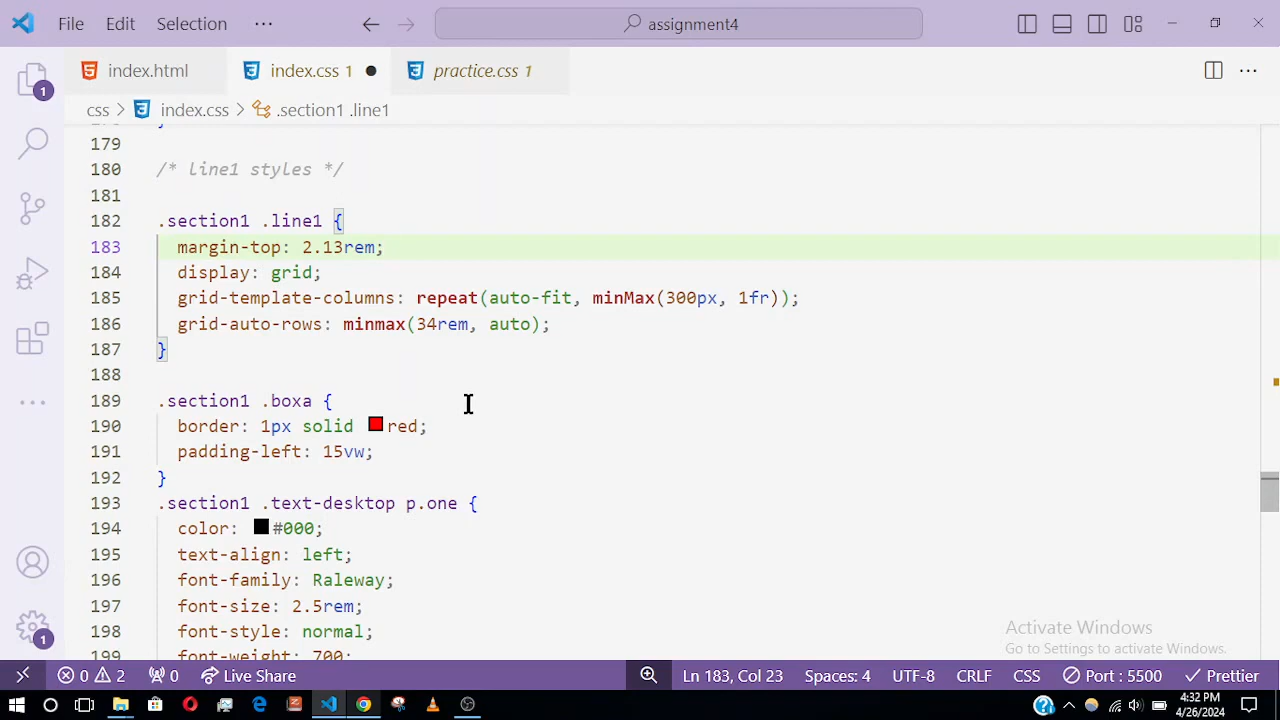 File Edit Selection ··· assignment4
index.html index.css 1 practice.css 1 ···
css > index.css > .section1 .line1
179
180 /* line1 styles */
181
182 .section1 .line1 {
183 margin-top: 2.13rem;
184 display: grid;
185 grid-template-columns: repeat(auto-fit, minMax(300px, 1fr));
186 grid-auto-rows: minmax(34rem, auto);
187 }
188
189 .section1 .boxa {
190 border: 1px solid red;
191 padding-left: 15vw;
192 }
193 .section1 .text-desktop p.one {
194 color: #000;
195 text-align: left;
196 font-family: Raleway;
197 font-size: 2.5rem;
198 font-style: normal;
199 font-weight: 700;
1
1
Activate Windows
Go to Settings to activate Windows.
0 2 0 Live Share Ln 183, Col 23 Spaces: 4 UTF-8 CRLF CSS Port : 5500 Prettier
4:32 PM
4/26/2024